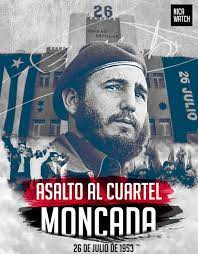 NICA
WATCH
26
26 JULIO
ASALTO AL CUARTEL
MONCADA
26 DE JULIO DE 1953